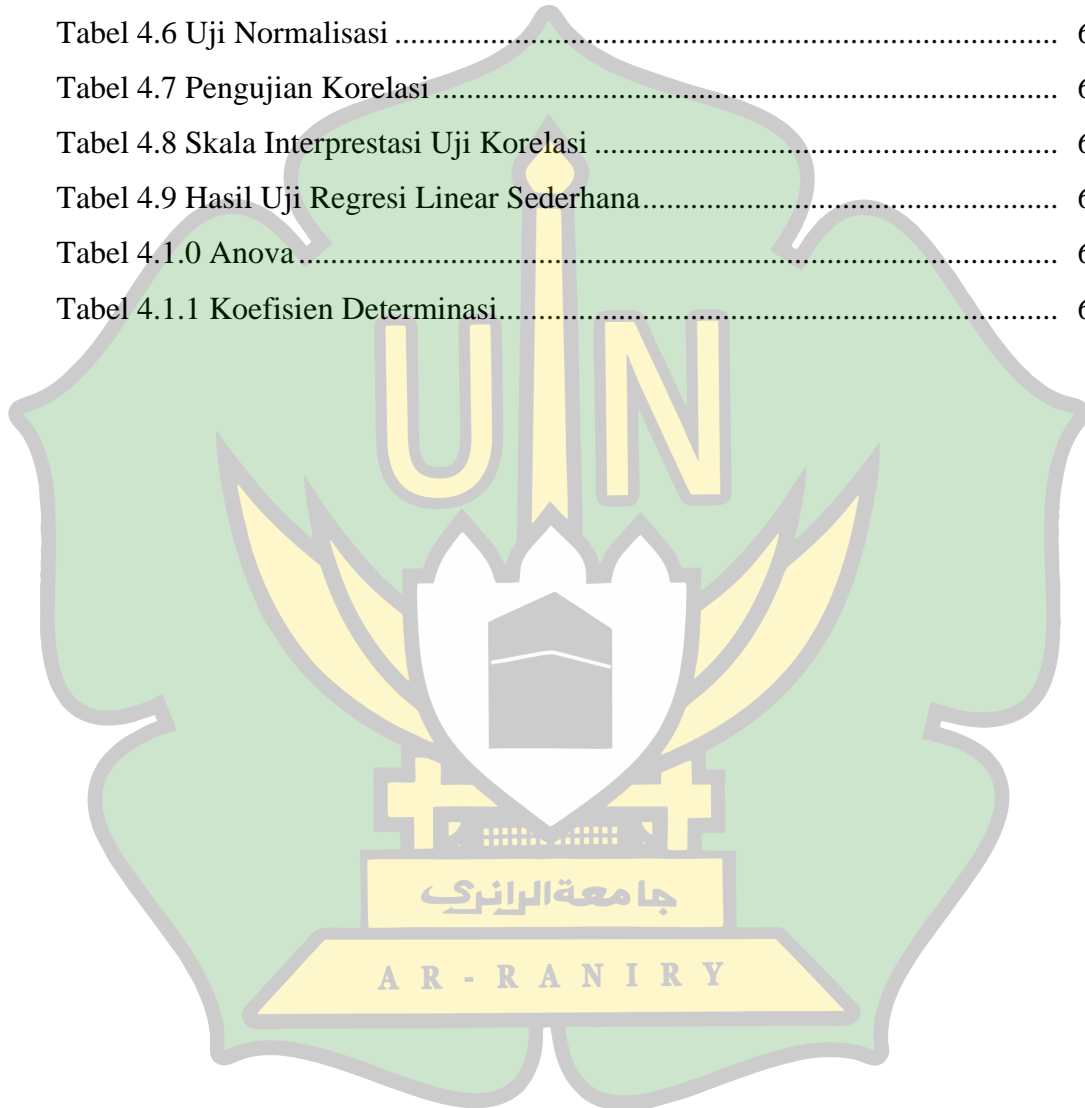 Tabel 4.6 Uji Normalisasi ........................................................................ 6
Tabel 4.7 Pengujian Korelasi ........................................................................ 6
Tabel 4.8 Skala Interprestasi Uji Korelasi ........................................................................ 6
Tabel 4.9 Hasil Uji Regresi Linear Sederhana ........................................................................ 6
Tabel 4.1.0 Anova ........................................................................ 6
Tabel 4.1.1 Koefisien Determinasi ........................................................................ 6
UIN
جامعة الرانري
AR-RANIRY